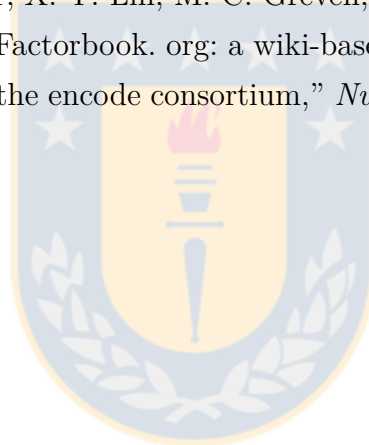 X. Lin, M. C. Greven,
Factorbook. org: a wiki-base
the encode consortium," Nu